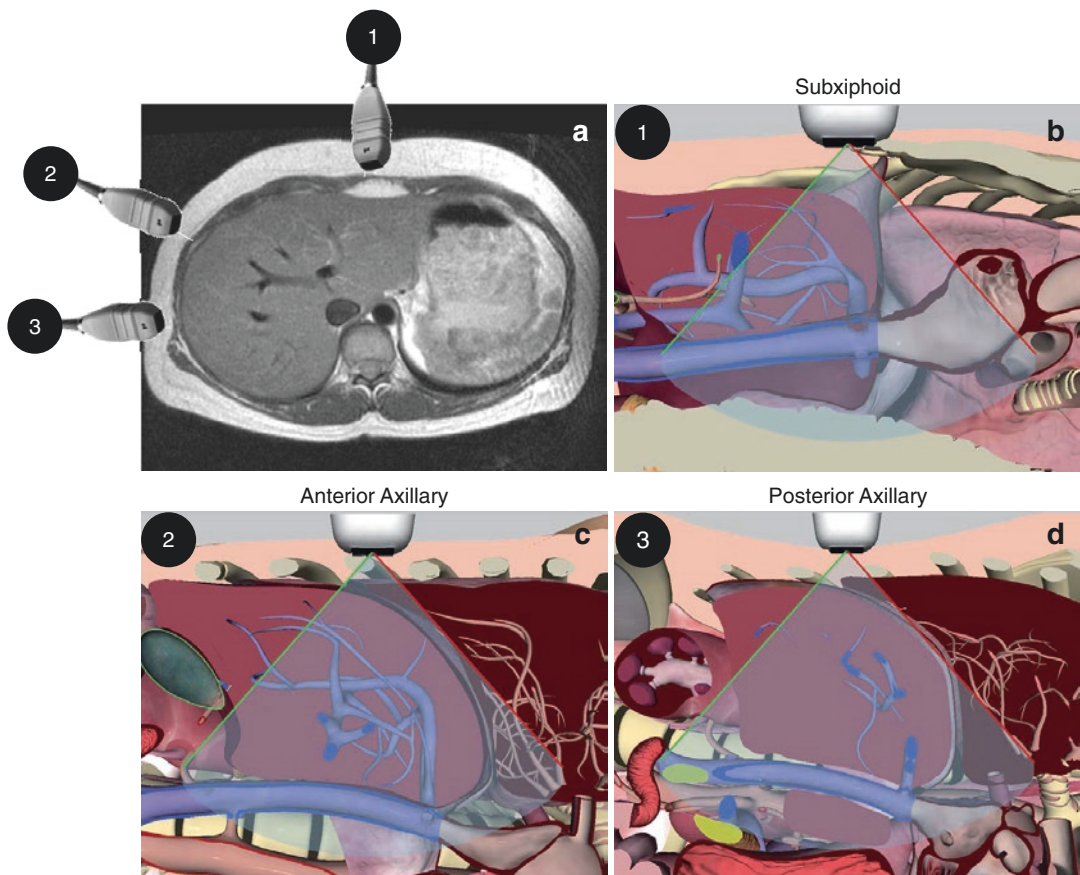 1
Subxiphoid
a
1
b
2
3
Anterior Axillary
Posterior Axillary
2
c
3
d